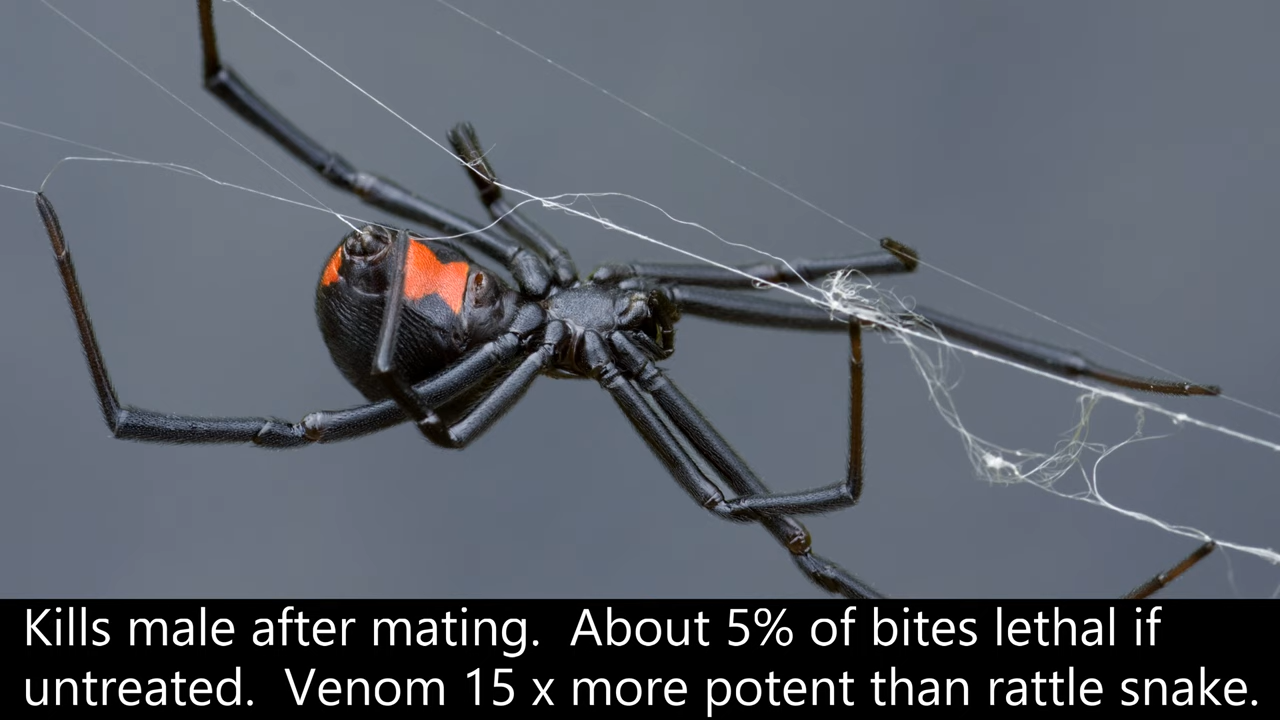 Kills male after mating.  About 5% of bites lethal if
untreated.  Venom 15 x more potent than rattle snake.